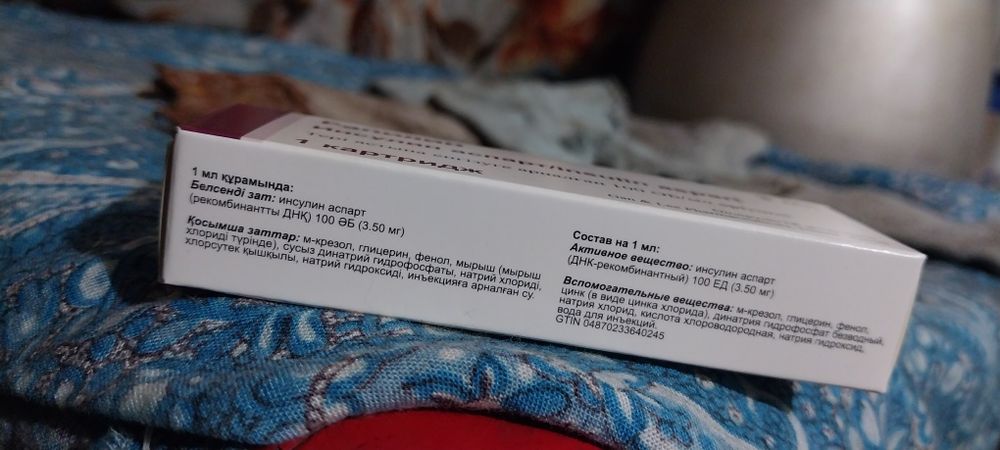 1 картридж
1 мл құрамында:
Белсенді зат: инсулин аспарт
(рекомбинантты ДНҚ) 100 ӘБ (3.50 мг)
Қосымша заттар: м-крезол, глицерин, фенол, мырыш (мырыш
хлориді түрінде), сусыз динатрий гидрофосфаты, натрий хлориді,
хлорсутек қышқылы, натрий гидроксиді, инъекцияға арналған су.
Состав на 1 мл:
Активное вещество: инсулин аспарт
(ДНК-рекомбинантный) 100 ЕД (3.50 мг)
Вспомогательные вещества: м-крезол, глицерин, фенол,
цинк (в виде цинка хлорида), динатрия гидрофосфат безводный,
натрия хлорид, кислота хлороводородная, натрия гидроксид,
вода для инъекций.
GTIN 04870233640245